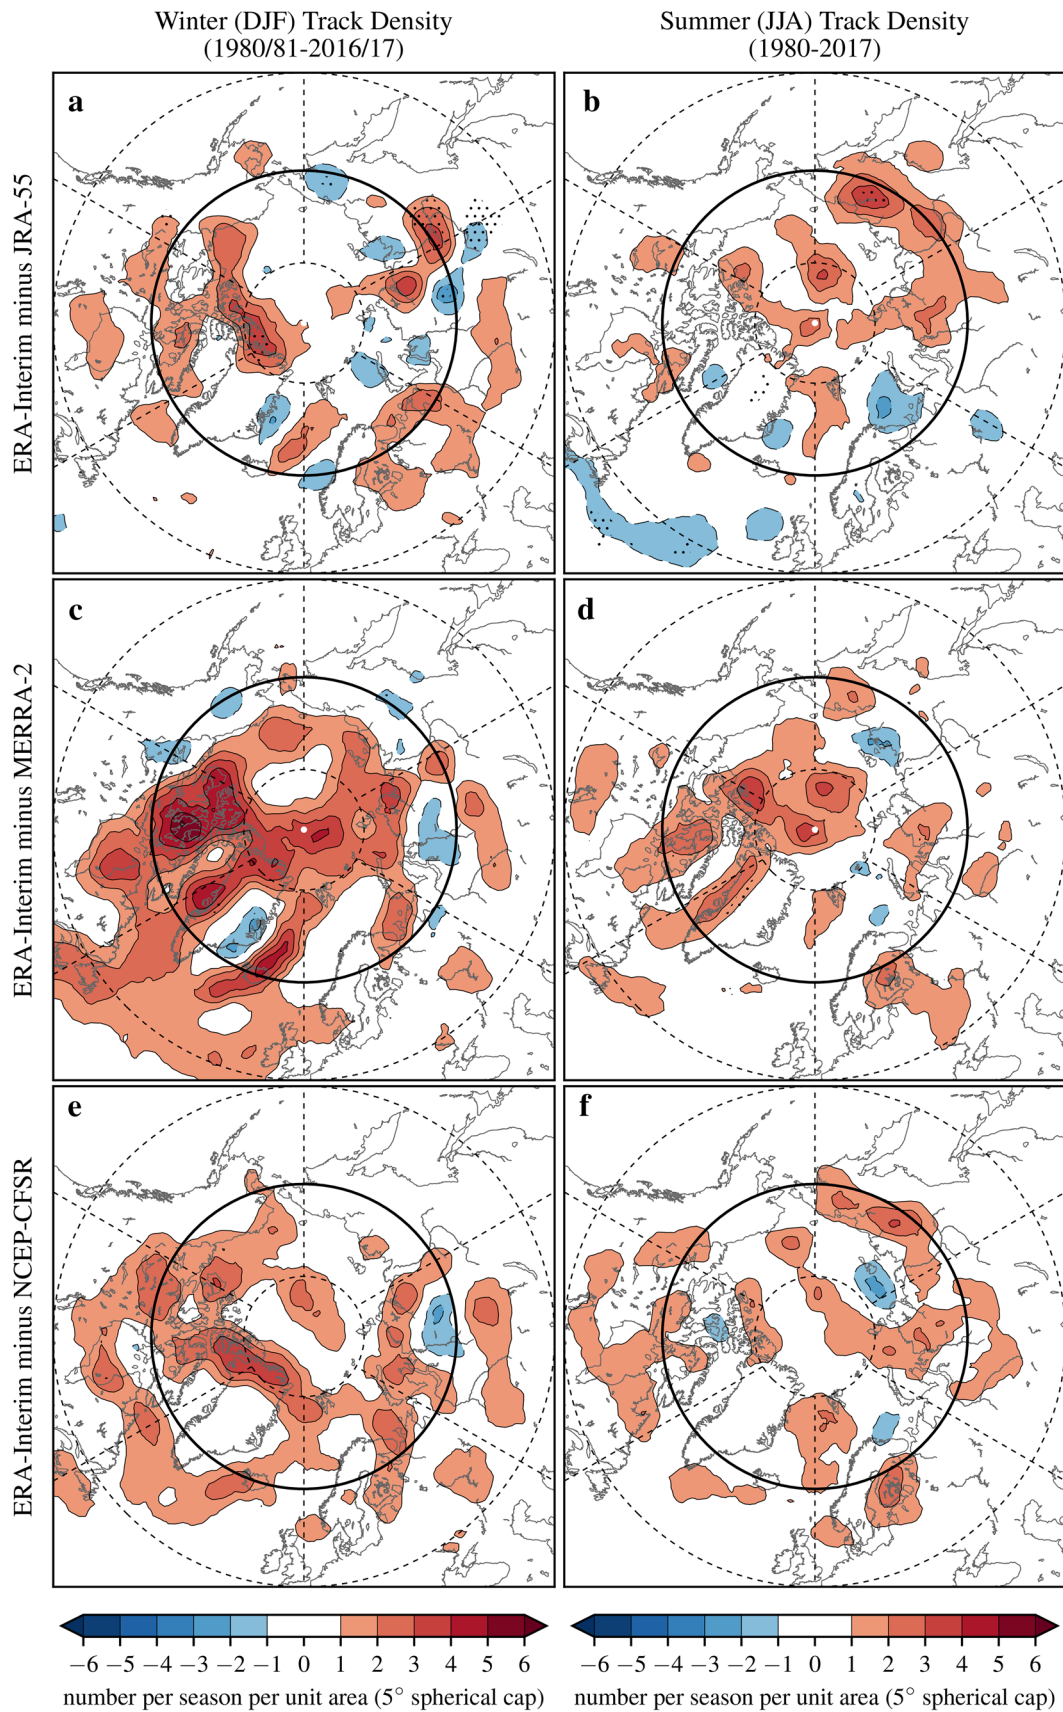 Winter (DJF) Track Density
(1980/81-2016/17)
Summer (JJA) Track Density
(1980-2017)
ERA-Interim minus JRA-55
a
b
ERA-Interim minus MERRA-2
c
d
ERA-Interim minus NCEP-CFSR
e
f
−6 −5 −4 −3 −2 −1 0 1 2 3 4 5 6
number per season per unit area (5° spherical cap)
−6 −5 −4 −3 −2 −1 0 1 2 3 4 5 6
number per season per unit area (5° spherical cap)